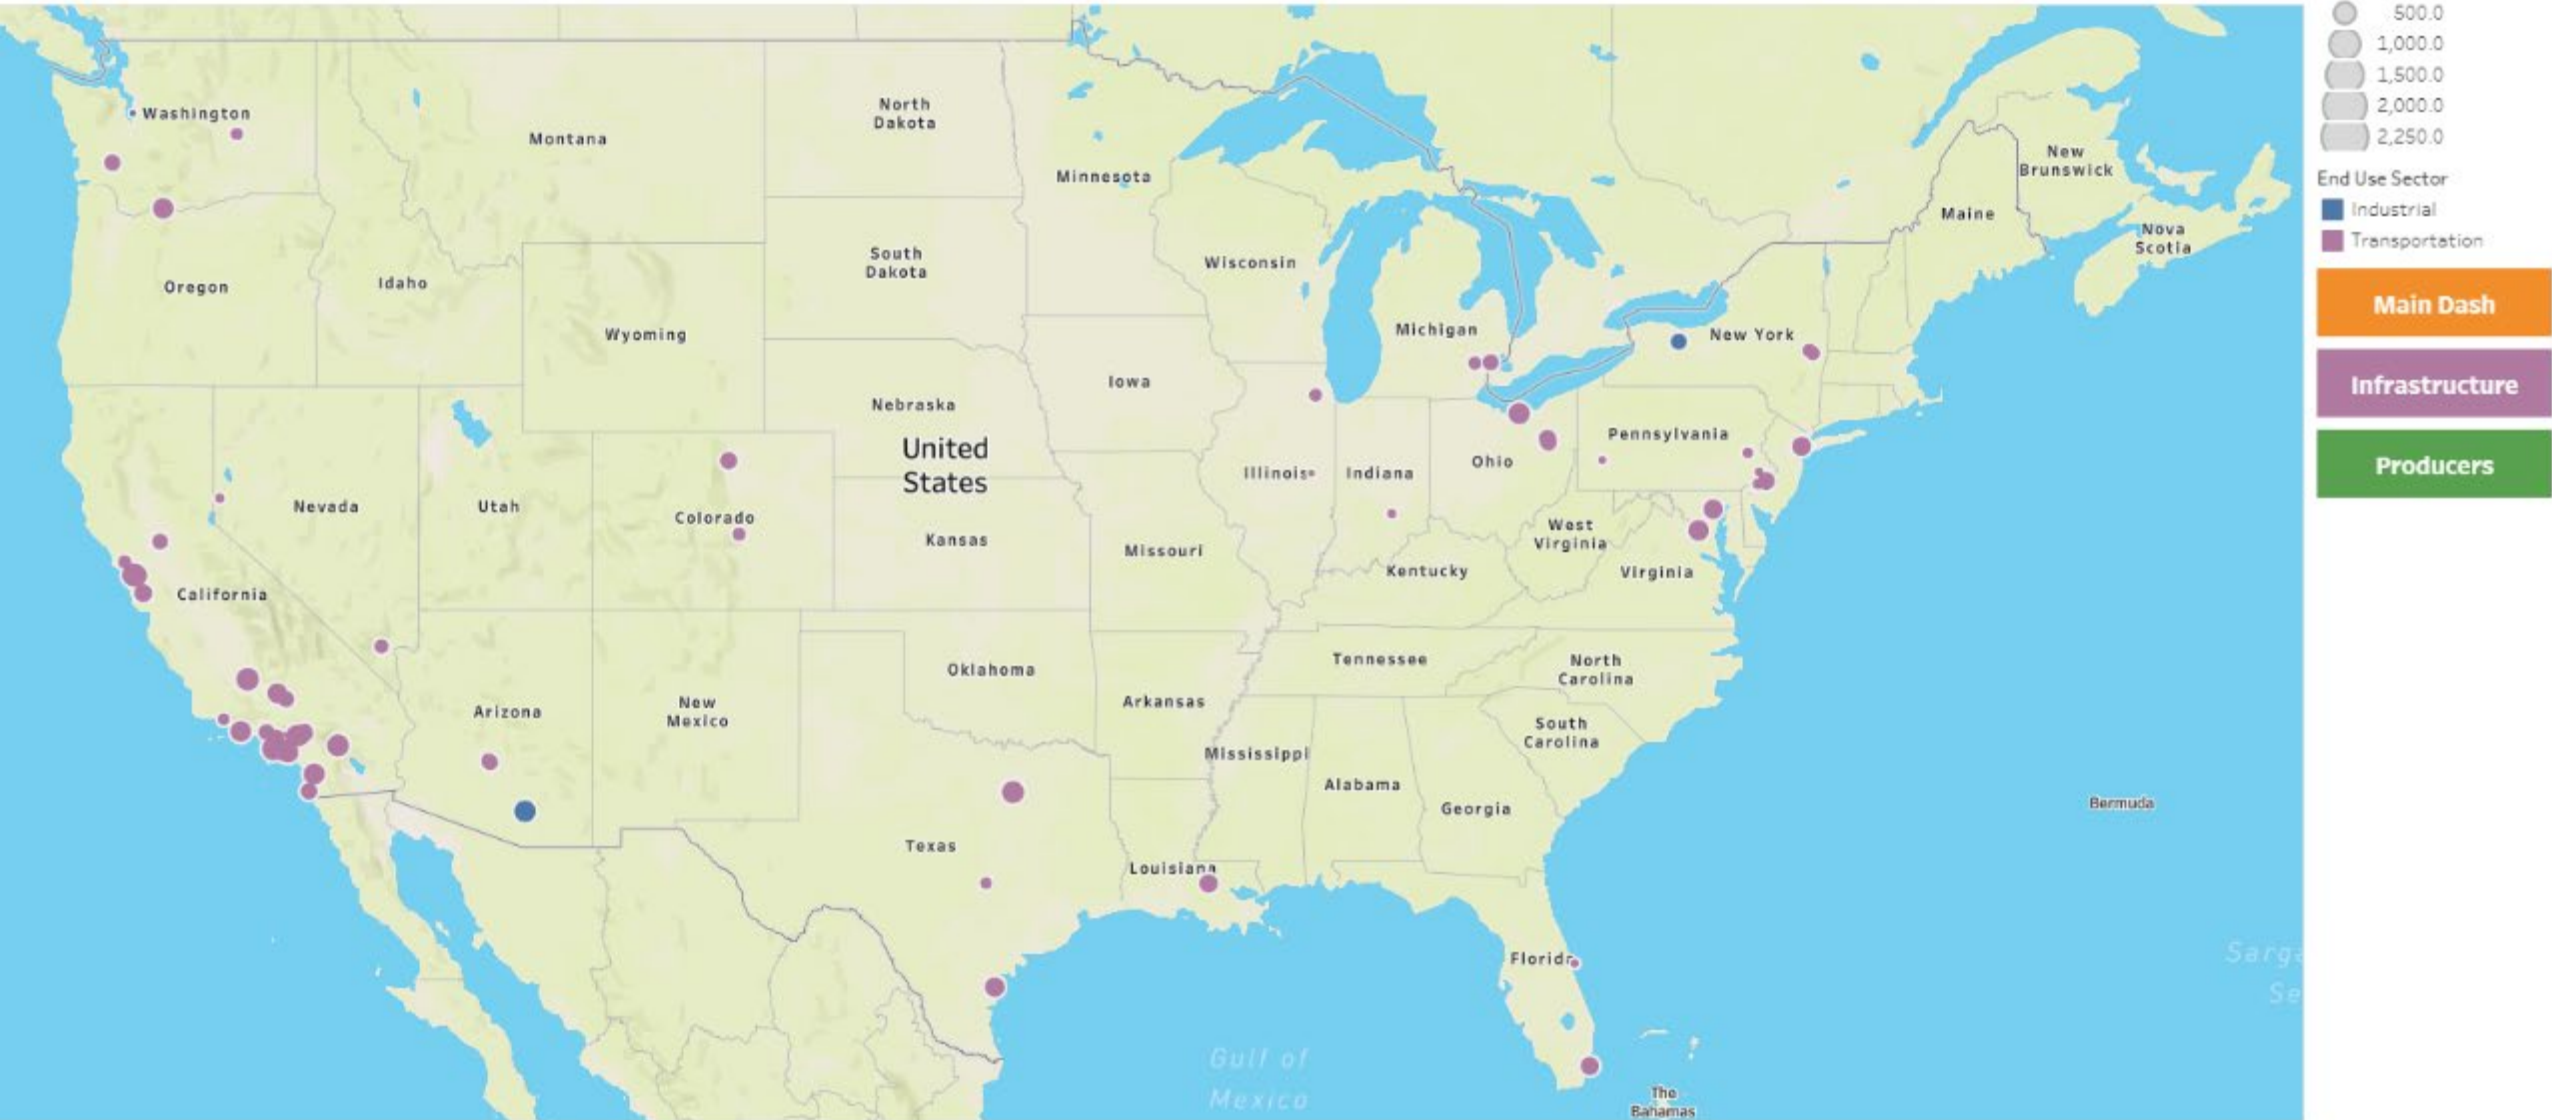 500.0
1,000.0
1,500.0
2,000.0
2,250.0
End Use Sector
Industrial
Transportation
Main Dash
Infrastructure
Producers
Washington
Montana
North
Dakota
Minnesota
New
Brunswick
Maine
Nova
Scotia
Oregon
Idaho
South
Dakota
Wisconsin
Wyoming
Michigan
New York
Iowa
Nebraska
United
States
Pennsylvania
Illinois
Indiana
Ohio
Nevada
Utah
Colorado
Kansas
Missouri
West
Virginia
Kentucky
Virginia
California
Oklahoma
Tennessee
North
Carolina
Arizona
New
Mexico
Arkansas
South
Carolina
Mississippi
Alabama
Georgia
Bermuda
Texas
Louisiana
Florida
Sarga
Se
Gulf of
Mexico
The
Bahamas